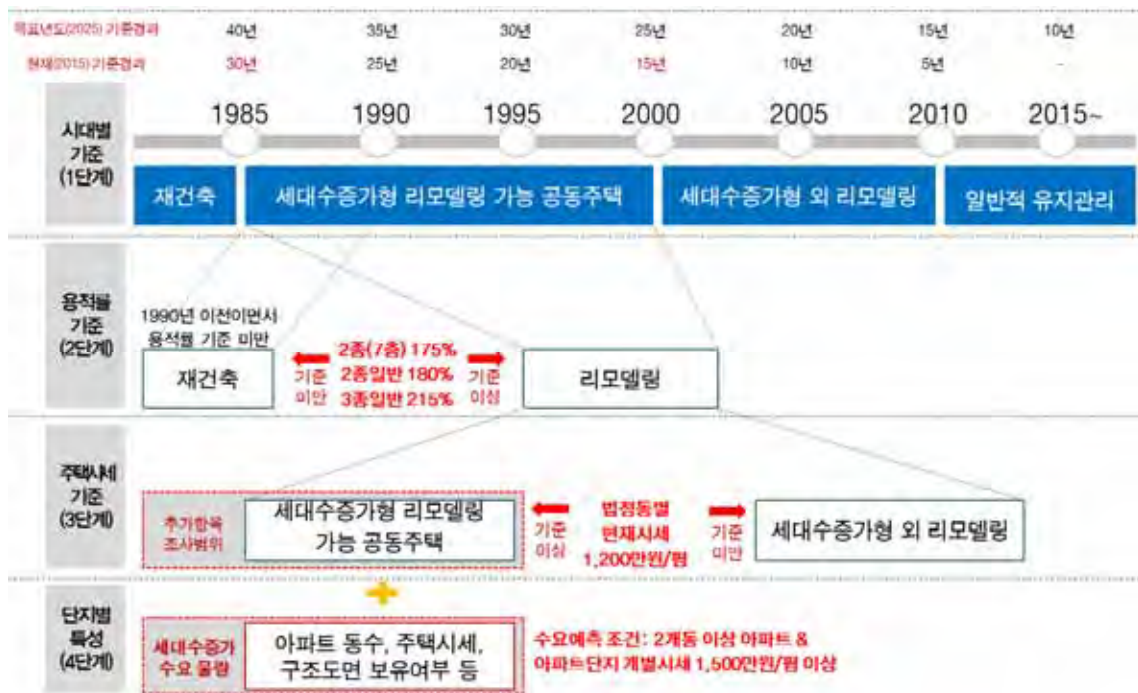 목표년도(2025) 기준경과 40년 35년 30년 25년 20년 15년 10년
현재(2015) 기준경과 30년 25년 20년 15년 10년 5년 -
시대별
기준
(1단계)
1985 1990 1995 2000 2005 2010 2015~
재건축 세대수증가형 리모델링 가능 공동주택 세대수증가형 외 리모델링 일반적 유지관리
용적률
기준
(2단계)
1990년 이전이면서
용적률 기준 미만
재건축
기준
미만
2종(7층) 175%
2종일반 180%
3종일반 215%
기준
이상
리모델링
주택시세
기준
(3단계)
추가항목
조사범위
세대수증가형 리모델링
가능 공동주택
기준
이상
법정동별
현재시세
1,200만원/평
기준
미만
세대수증가형 외 리모델링
단지별
특성
(4단계)
세대수증가
수요 물량
아파트 동수, 주택시세,
구조도면 보유여부 등
수요예측 조건: 2개동 이상 아파트 &
아파트단지 개별시세 1,500만원/평 이상